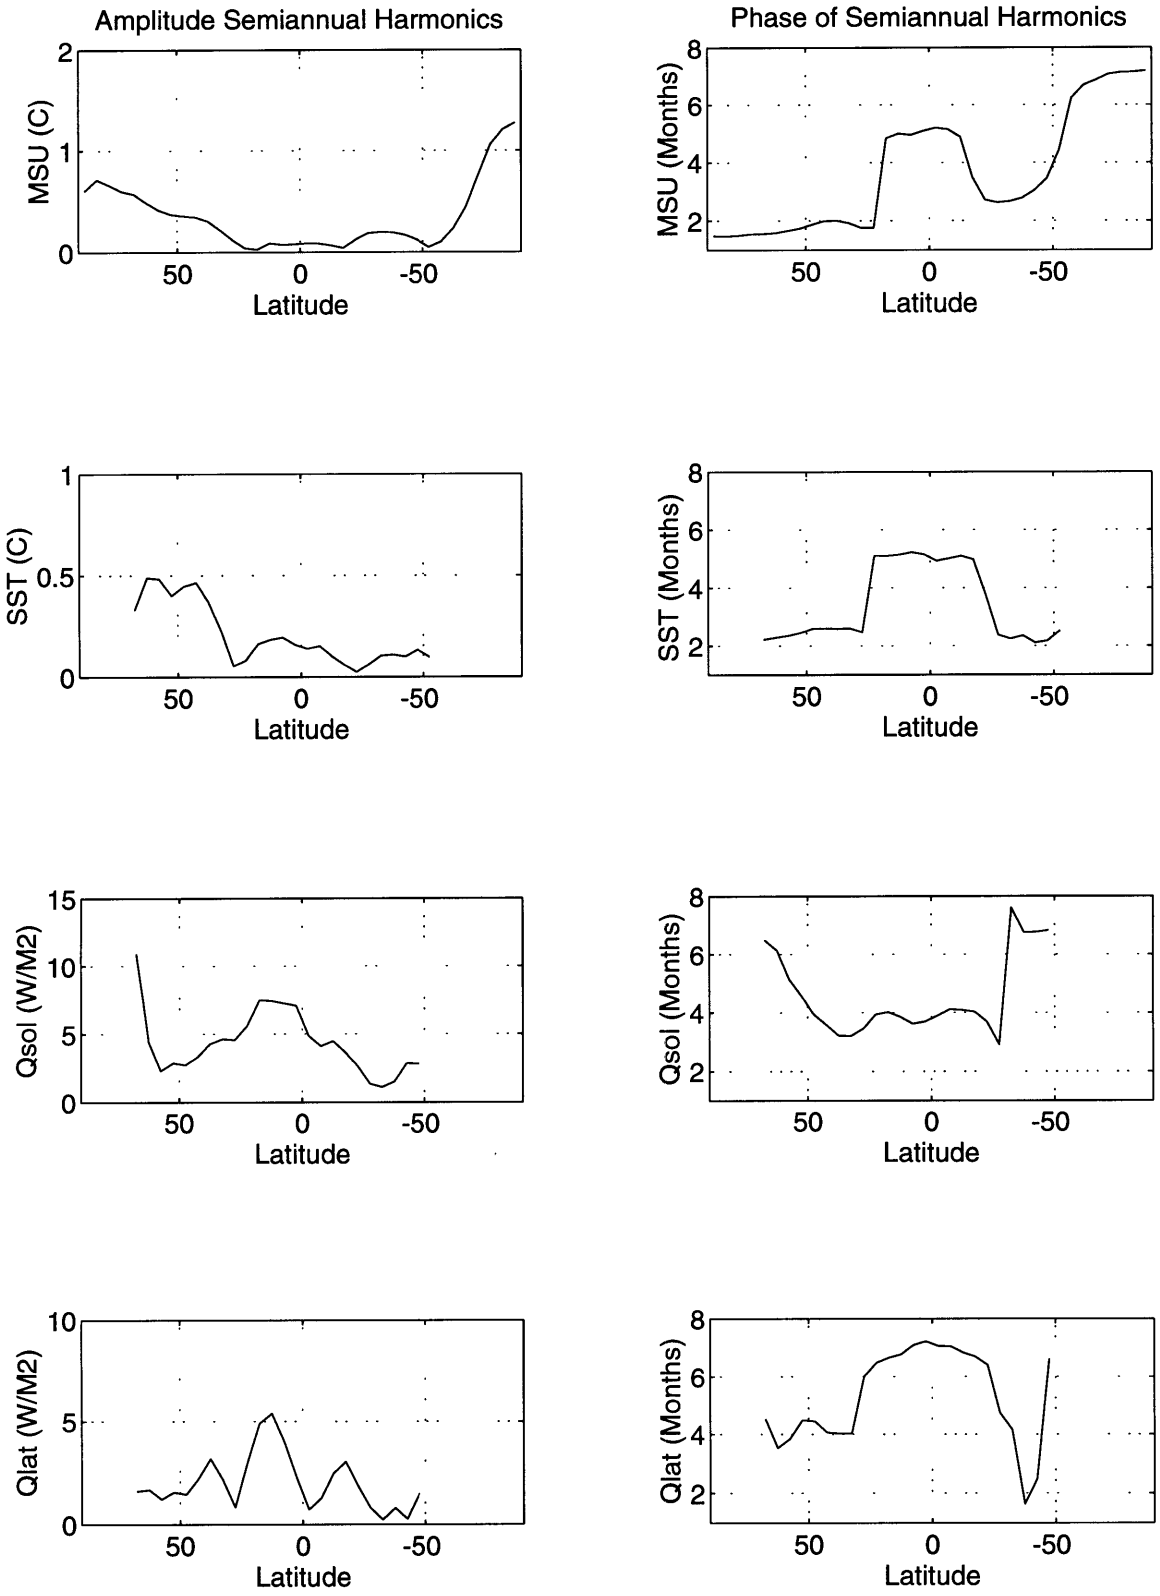 Amplitude Semiannual Harmonics
2
1
0
MSU (C)
50 0 -50
Latitude
Phase of Semiannual Harmonics
8
6
4
2
MSU (Months)
50 0 -50
Latitude
1
0.5
0
SST (C)
50 0 -50
Latitude
8
6
4
2
SST (Months)
50 0 -50
Latitude
15
10
5
0
Qsol (W/M2)
50 0 -50
Latitude
8
6
4
2
Qsol (Months)
50 0 -50
Latitude
10
5
0
Qlat (W/M2)
50 0 -50
Latitude
8
6
4
2
Qlat (Months)
50 0 -50
Latitude